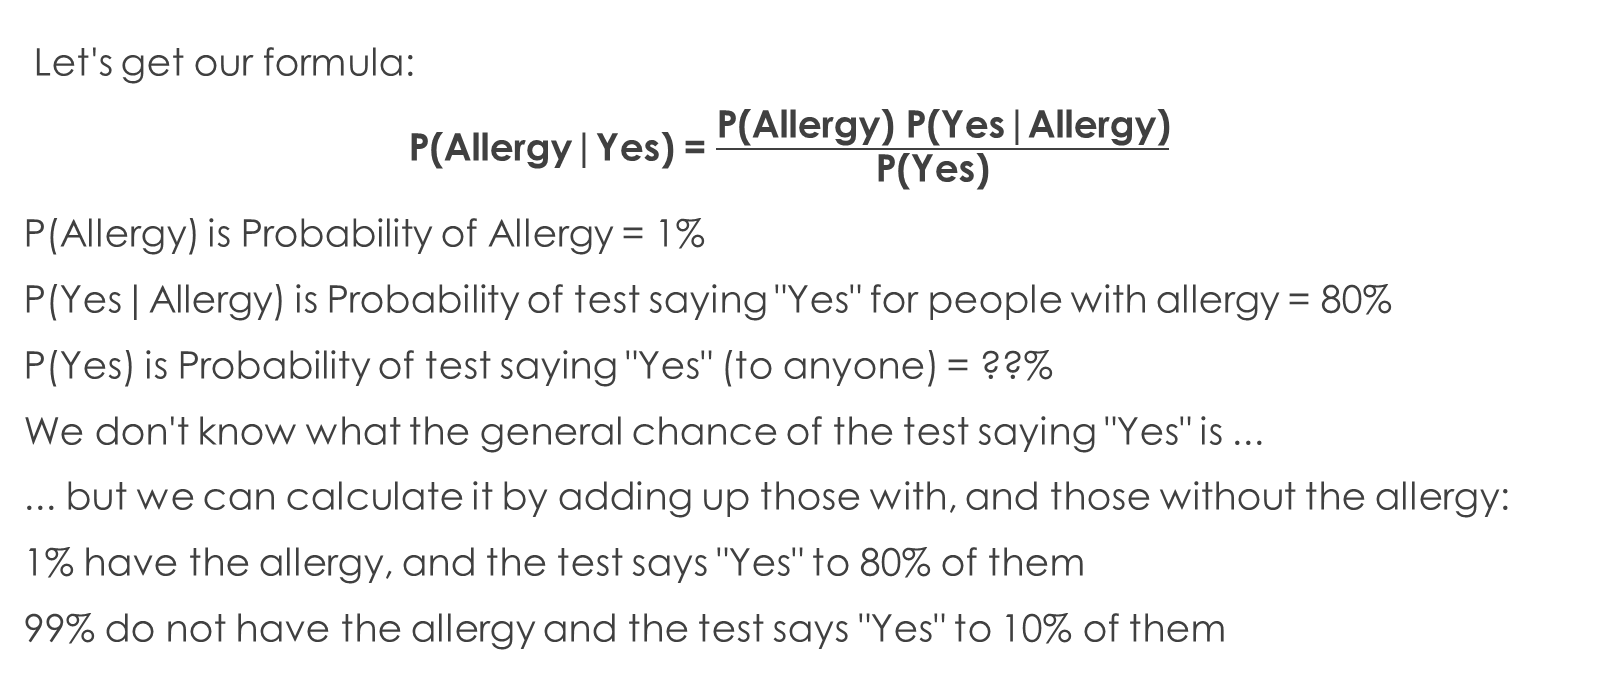 Let's get our formula:
P(Allergy|Yes) = P(Allergy) P(Yes|Allergy)
P(Yes)
P(Allergy) is Probability of Allergy = 1%
P(Yes|Allergy) is Probability of test saying "Yes" for people with allergy = 80%
P(Yes) is Probability of test saying "Yes" (to anyone) = ??%
We don't know what the general chance of the test saying "Yes" is ...
... but we can calculate it by adding up those with, and those without the allergy:
1% have the allergy, and the test says "Yes" to 80% of them
99% do not have the allergy and the test says "Yes" to 10% of them